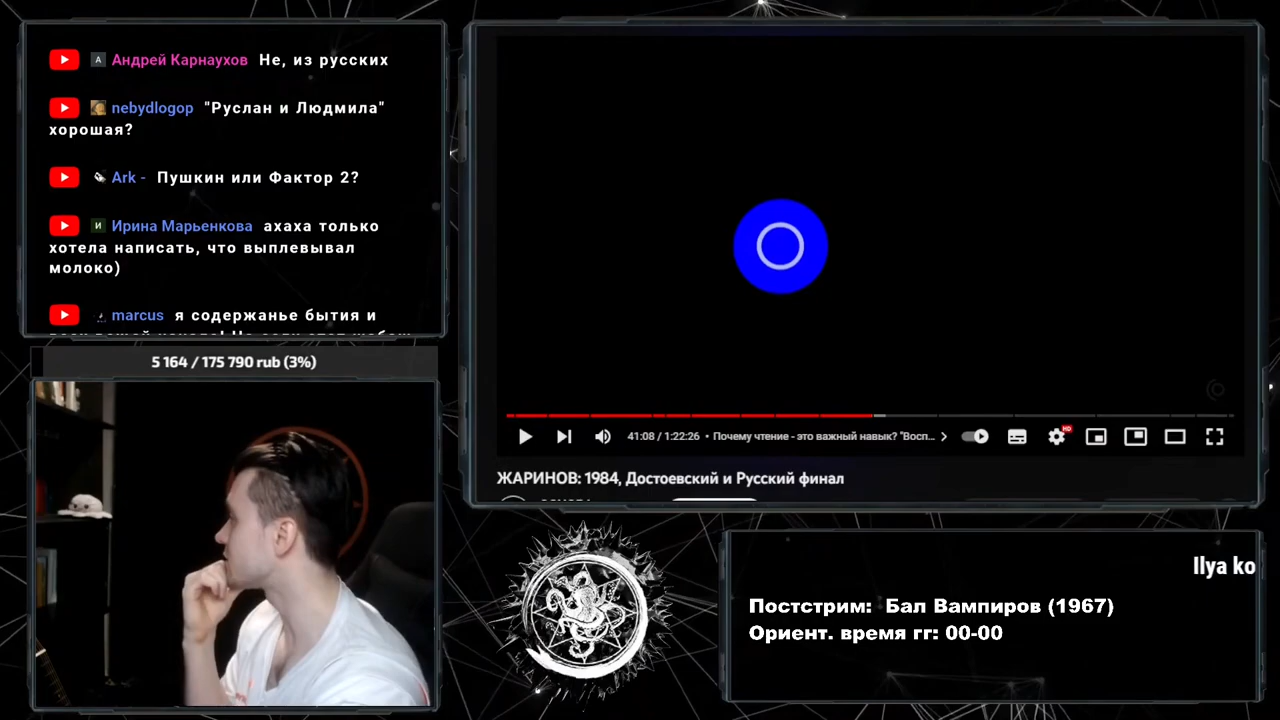 Андрей Карнаухов Не, из русских
nebydlogop "Руслан и Людмила"
хорошая?
Ark - Пушкин или Фактор 2?
Ирина Марьенкова ахаха только
хотела написать, что выплевывал
молоко)
marcus я содержанье бытия и
5 164 / 175 790 rub (3%)
41:08 / 1:22:26 • Почему чтение - это важный навык? "Восп...
HD
ЖАРИНОВ: 1984, Достоевский и Русский финал
Ilya ko
Постстрим: Бал Вампиров (1967)
Ориент. время гг: 00-00